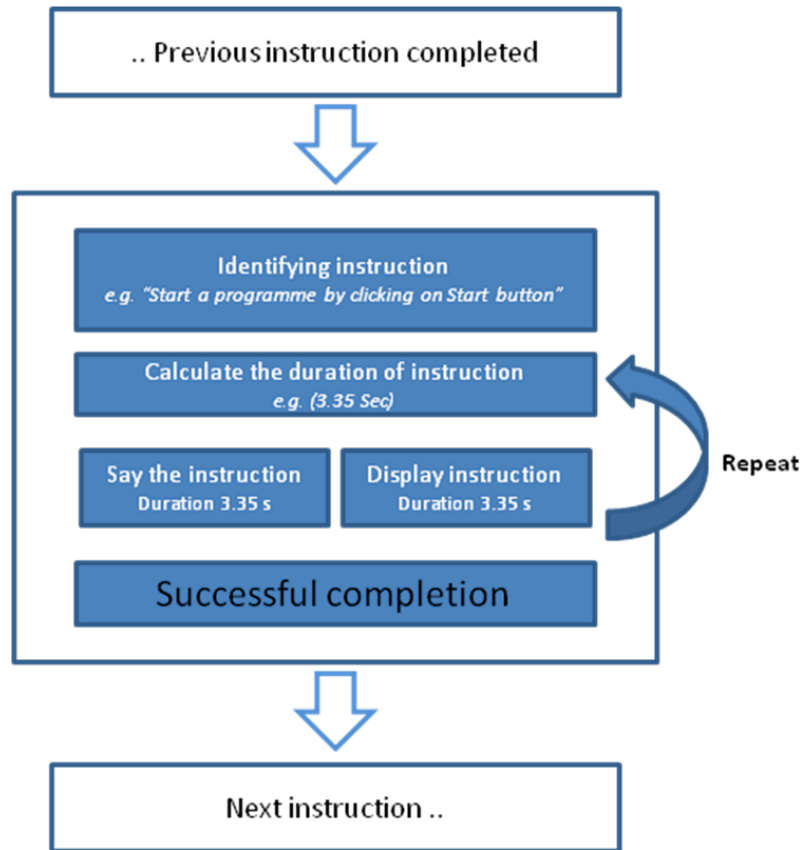 .. Previous instruction completed
Identifying instruction
e.g. “Start a programme by clicking on Start button”
Calculate the duration of instruction
e.g. (3.35 Sec)
Say the instruction
Duration 3.35 s
Display instruction
Duration 3.35 s
Repeat
Successful completion
Next instruction ..